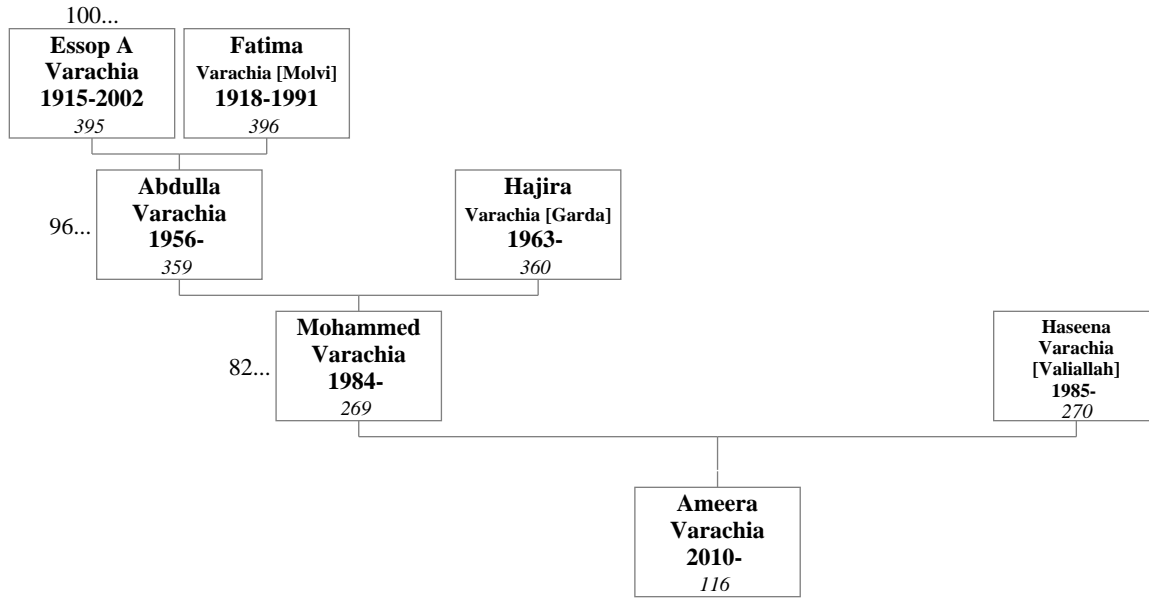 100...
Essop A
Varachia
1915-2002
395
Fatima
Varachia [Molvi]
1918-1991
396
96...
Abdulla
Varachia
1956-
359
Hajira
Varachia [Garda]
1963-
360
82...
Mohammed
Varachia
1984-
269
Haseena
Varachia
[Valiallah]
1985-
270
Ameera
Varachia
2010-
116